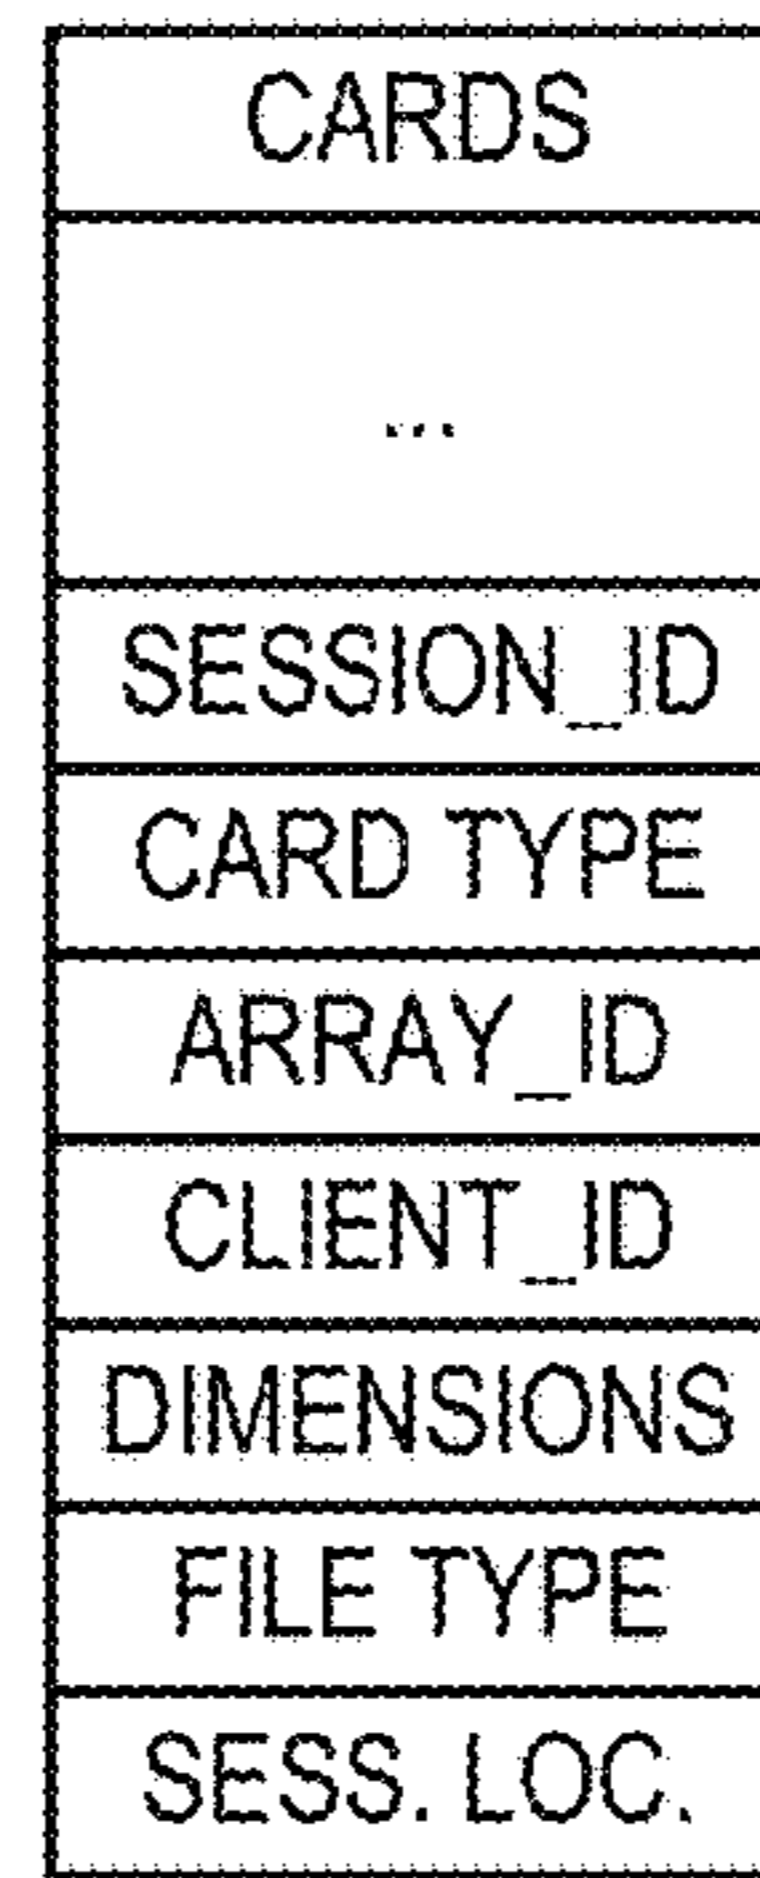 CARDS
...
SESSION_ID
CARD TYPE
ARRAY_ID
CLIENT_ID
DIMENSIONS
FILE TYPE
SESS. LOC.